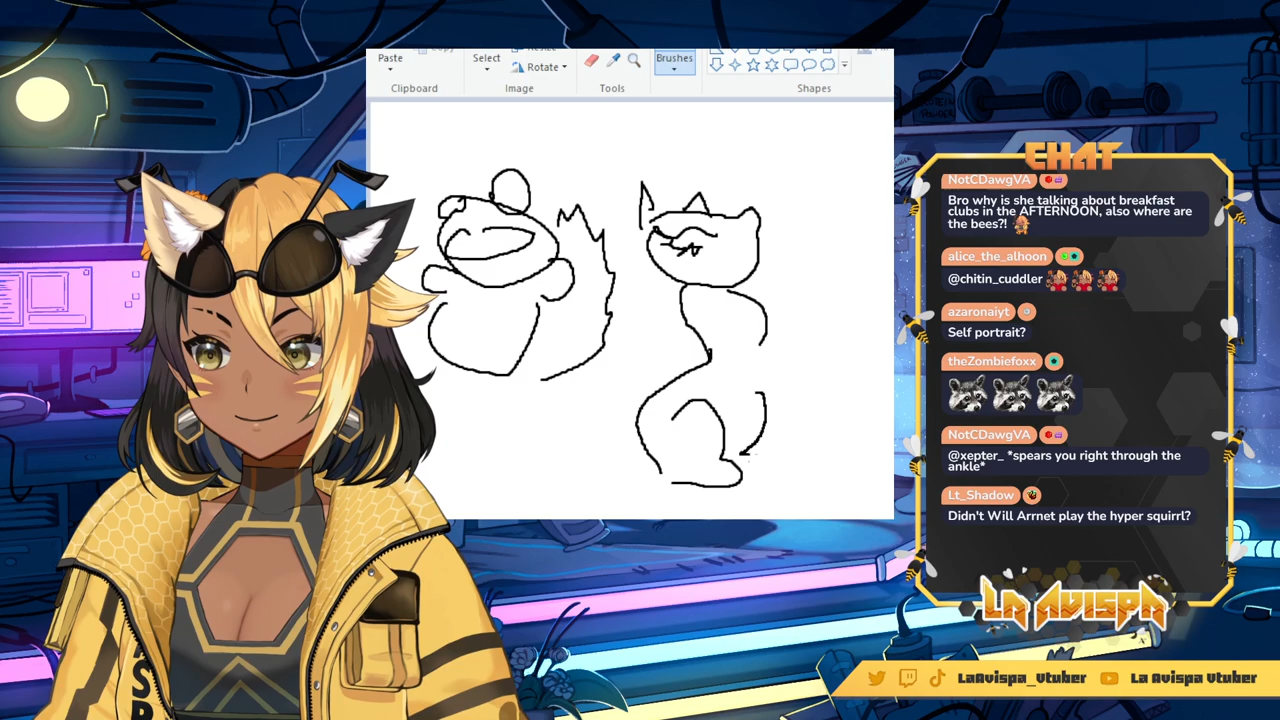 Paste
Select
Rotate
Brushes
Clipboard
Image
Tools
Shapes
CHAT
NotCDawgVA
Bro why is she talking about breakfast
clubs in the AFTERNOON, also where are
the bees?!
alice_the_alhoon
@chitin_cuddler
azaronaiyt
Self portrait?
theZombiefoxx
NotCDawgVA
@xepter_ *spears you right through the
ankle*
Lt_Shadow
Didn't Will Arrnet play the hyper squirrl?
LA AVISPA
LaAvispa_Vtuber
La Avispa Vtuber